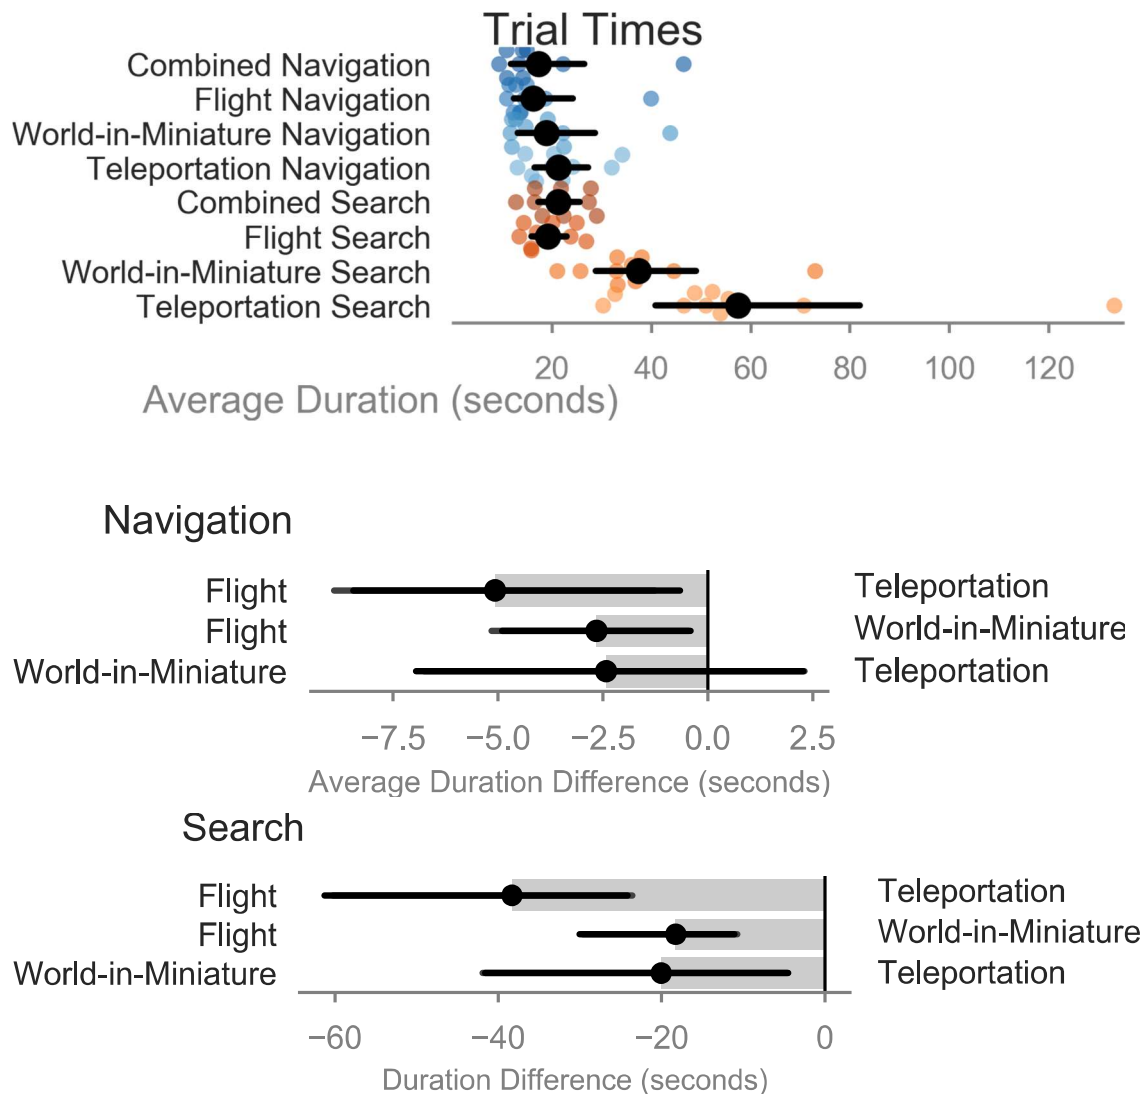 Trial Times
Combined Navigation
Flight Navigation
World-in-Miniature Navigation
Teleportation Navigation
Combined Search
Flight Search
World-in-Miniature Search
Teleportation Search
20 40 60 80 100 120
Average Duration (seconds)
Navigation
Flight Teleportation
Flight World-in-Miniature
World-in-Miniature Teleportation
−7.5 −5.0 −2.5 0.0 2.5
Average Duration Difference (seconds)
Search
Flight Teleportation
Flight World-in-Miniature
World-in-Miniature Teleportation
−60 −40 −20 0
Duration Difference (seconds)